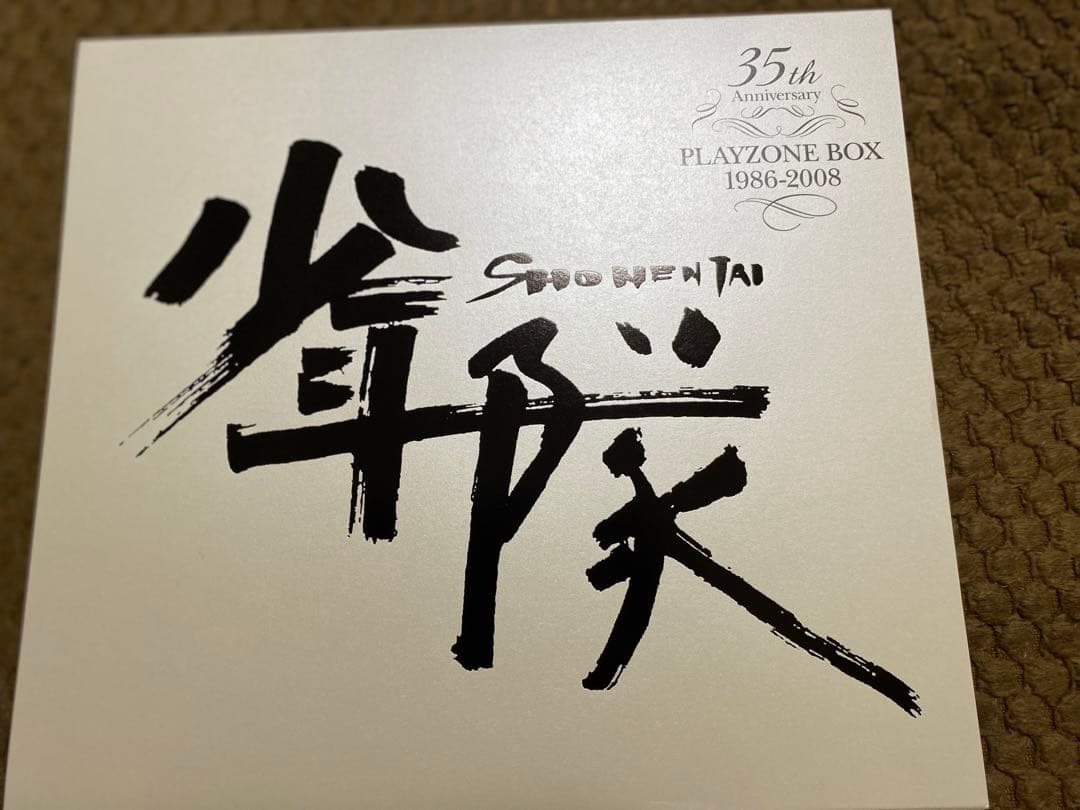 35th
Anniversary
PLAYZONE BOX
1986-2008
SHONENTAI
少年隊